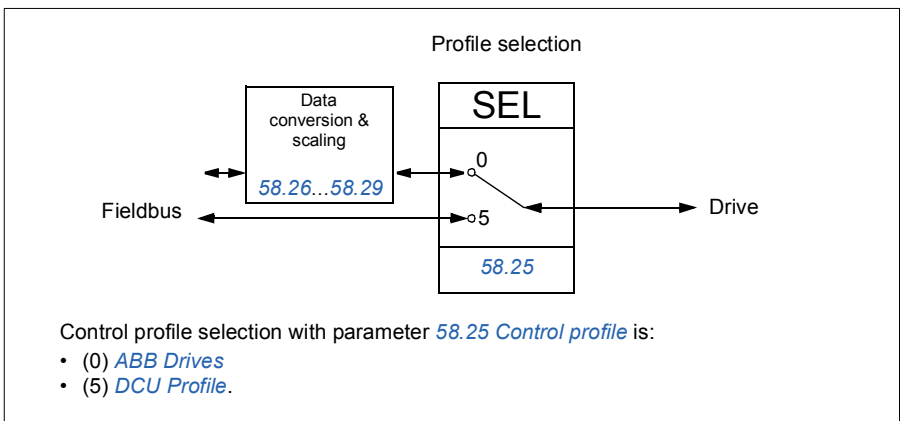 Profile selection
Data
conversion &
scaling
58.26...58.29
SEL
0
5
58.25
Fieldbus
Drive
Control profile selection with parameter 58.25 Control profile is:
• (0) ABB Drives
• (5) DCU Profile.